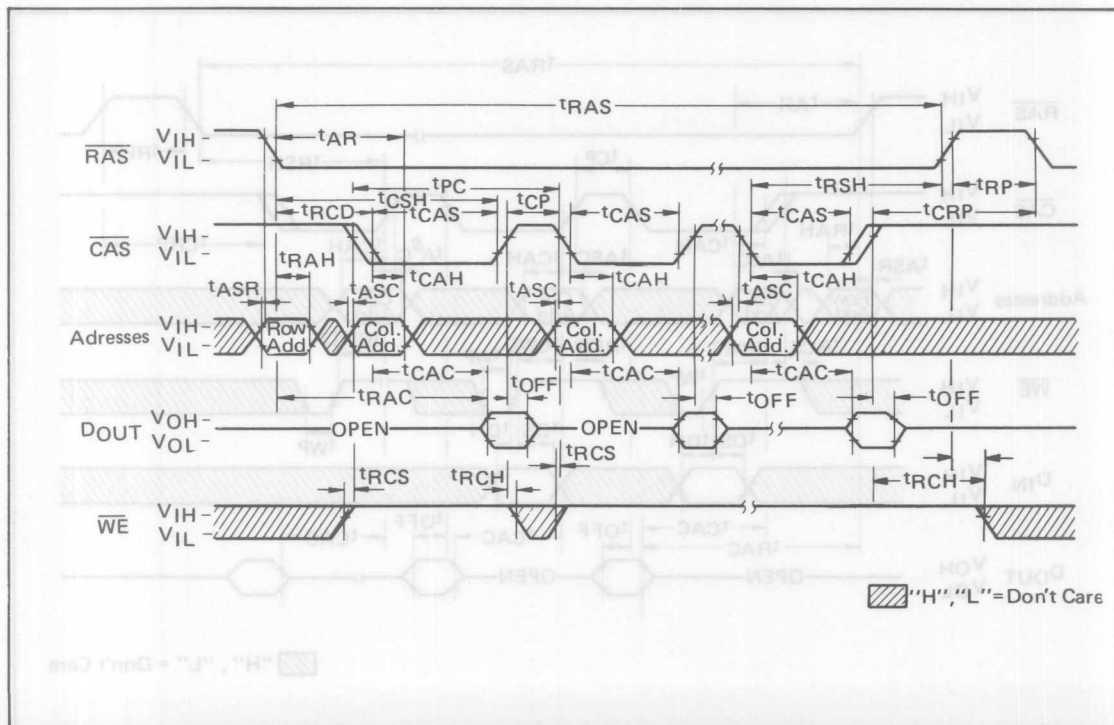 tRAS
tAR
RAS VIH
VIL
tPC
tRSH tRP
tCSH tCP
tRCD tCAS tCAS tCAS tCRP
CAS VIH
VIL
tRAH
tCAH tCAH tCAH
tASR tASC tASC tASC
Adresses VIH
VIL
Row Add. Col. Add. Col. Add. Col. Add.
tCAC tCAC tCAC
tOFF
tRAC tOFF tOFF
DOUT VOH
VOL
OPEN OPEN
tRCS
tRCS tRCH tRCH
WE VIH
VIL
"H","L"=Don't Care